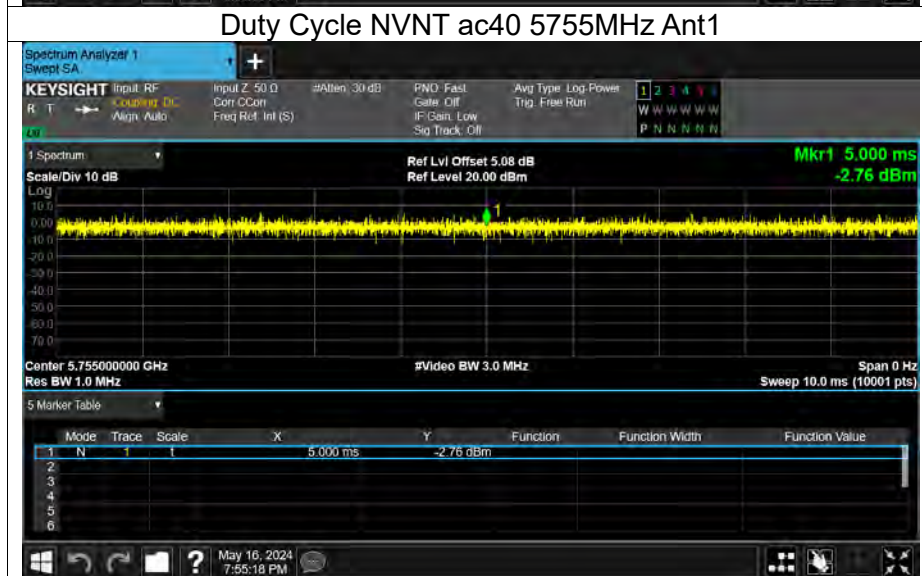 Duty Cycle NVNT ac40 5755MHz Ant1
Spectrum Analyzer 1
Swept SA
+
KEYSIGHT Input: RF Input Z: 50 Ω #Atten: 30 dB PNO: Fast Avg Type: Log-Power 1 2 3 4 5 6
R T Coupling: DC Corr CCorr Gate: Off Trig: Free Run W W W W W W
Align: Auto Freq Ref: Int (S) IF Gain: Low
Sig Track: Off P N N N N N
1 Spectrum
Ref Lvl Offset 5.08 dB
Mkr1 5.000 ms
Scale/Div 10 dB
Ref Level 20.00 dBm
-2.76 dBm
Log
10.0
1
0.00
-10.0
-20.0
-30.0
-40.0
-50.0
-60.0
-70.0
Center 5.755000000 GHz #Video BW 3.0 MHz Span 0 Hz
Res BW 1.0 MHz Sweep 10.0 ms (10001 pts)
5 Marker Table
Mode Trace Scale X Y Function Function Width Function Value
1 N 1 t 5.000 ms -2.76 dBm
2
3
4
5
6
? May 16, 2024
7:55:18 PM